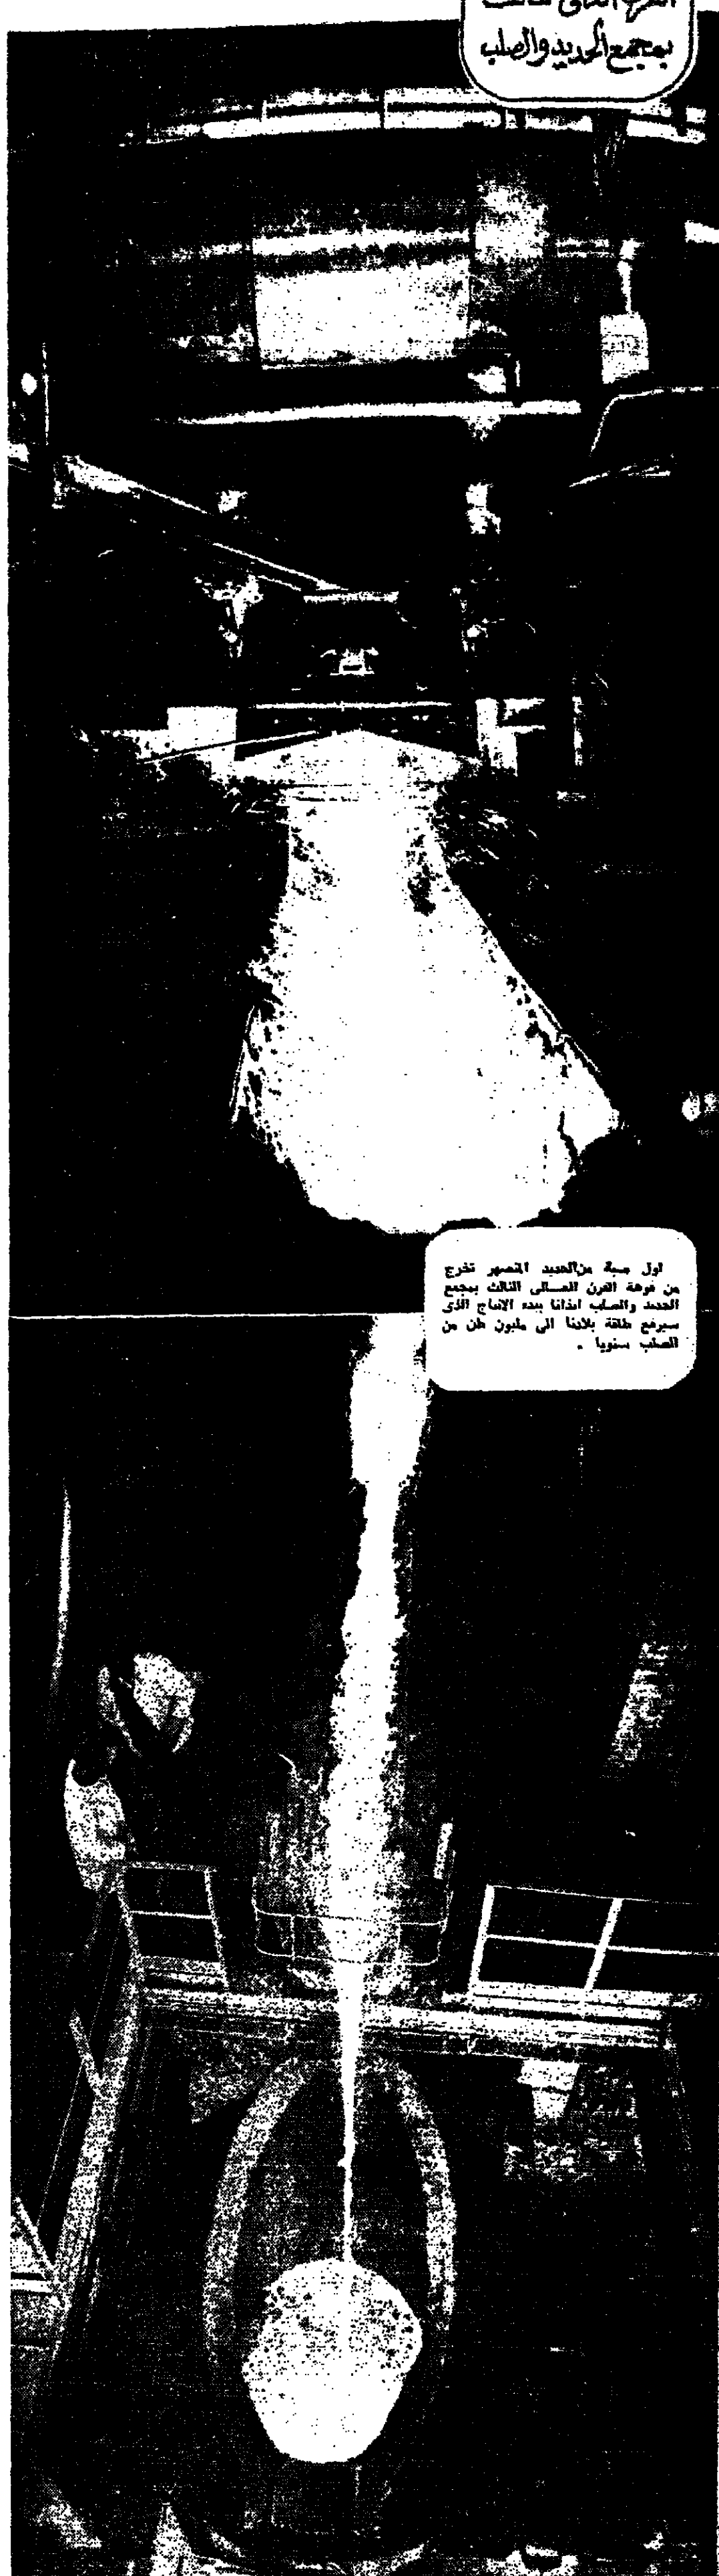 بمجمع الحديد والصلب
اول صبة من الحديد المنصهر تخرج
من فوهة الفرن العـالى الثالث بمجمع
الحديد والصلب ايذانا ببدء الانتاج الذى
سيرفع طاقة بلادنا الى مليون طن من
الصلب سنويا .